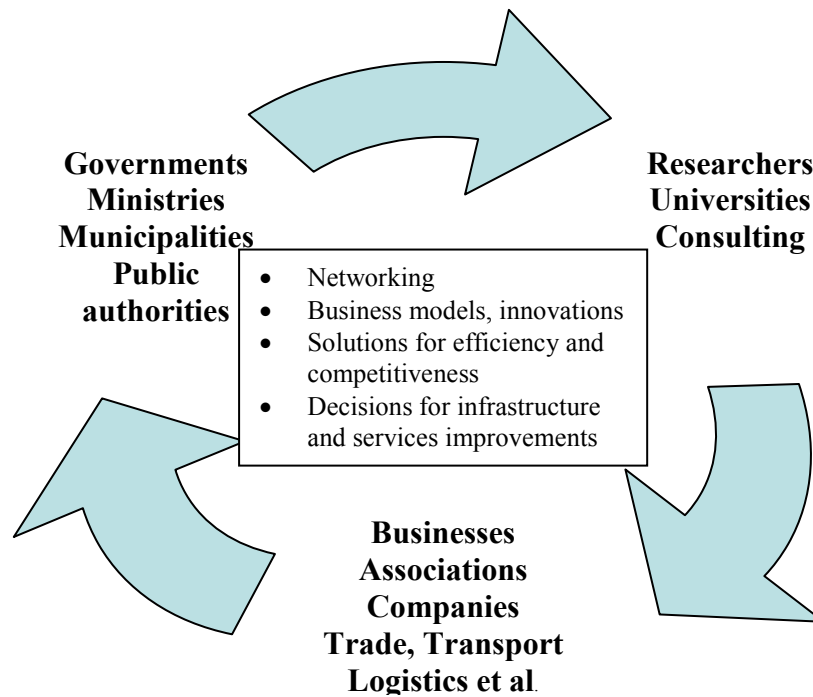 Governments
Ministries
Municipalities
Public
authorities
Researchers
Universities
Consulting
• Networking
• Business models, innovations
• Solutions for efficiency and
competitiveness
• Decisions for infrastructure
and services improvements
Businesses
Associations
Companies
Trade, Transport
Logistics et al.